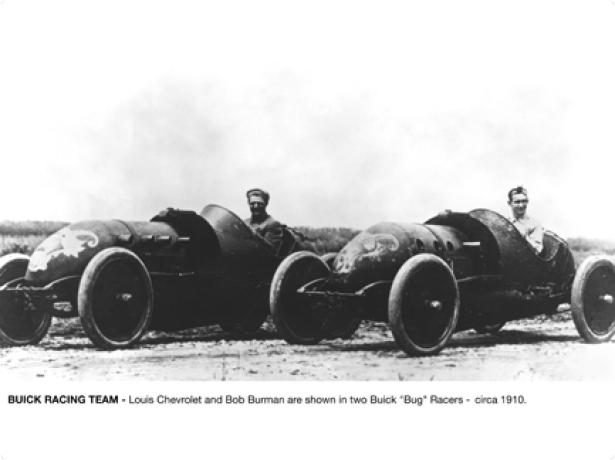 BUICK RACING TEAM - Louis Chevrolet and Bob Burman are shown in two Buick "Bug" Racers - circa 1910.